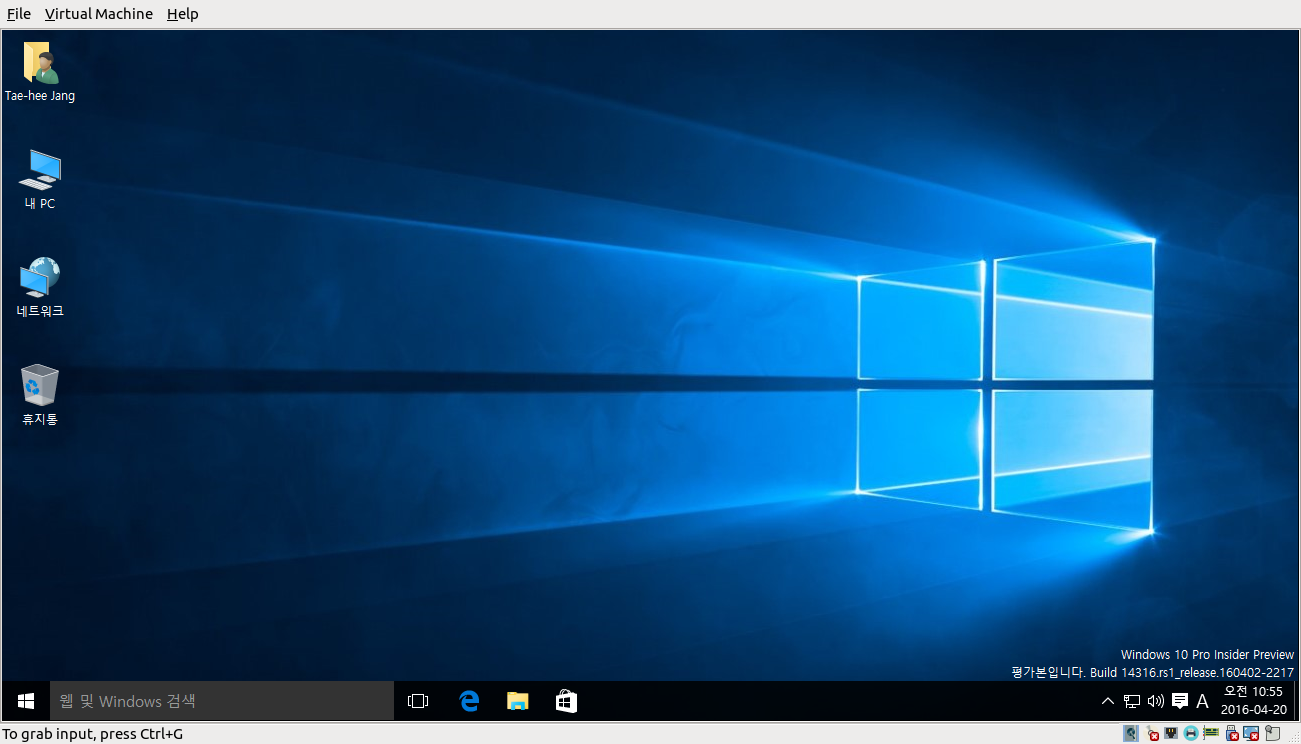 File Virtual Machine Help
Tae-hee Jang
내 PC
네트워크
휴지통
Windows 10 Pro Insider Preview
평가본입니다. Build 14316.rs1_release.160402-2217
웹 및 Windows 검색
A
오전 10:55
2016-04-20
To grab input, press Ctrl+G